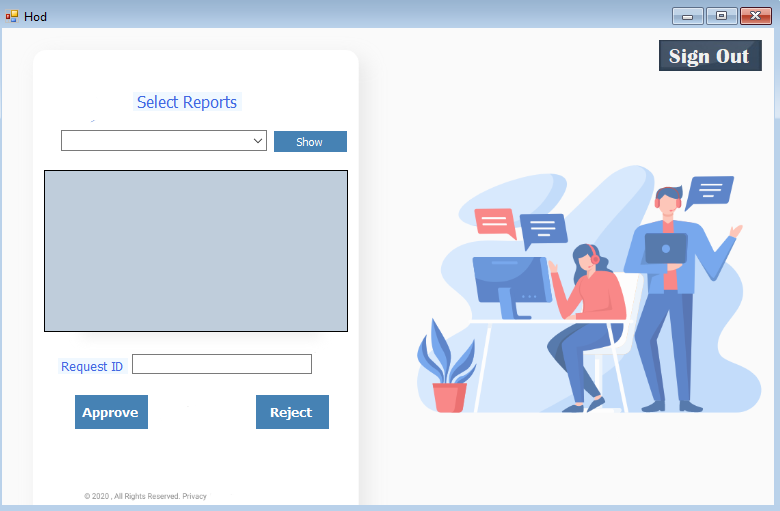 Hod
Sign Out
Select Reports
Show
Request ID
Approve
Reject
© 2020 , All Rights Reserved. Privacy